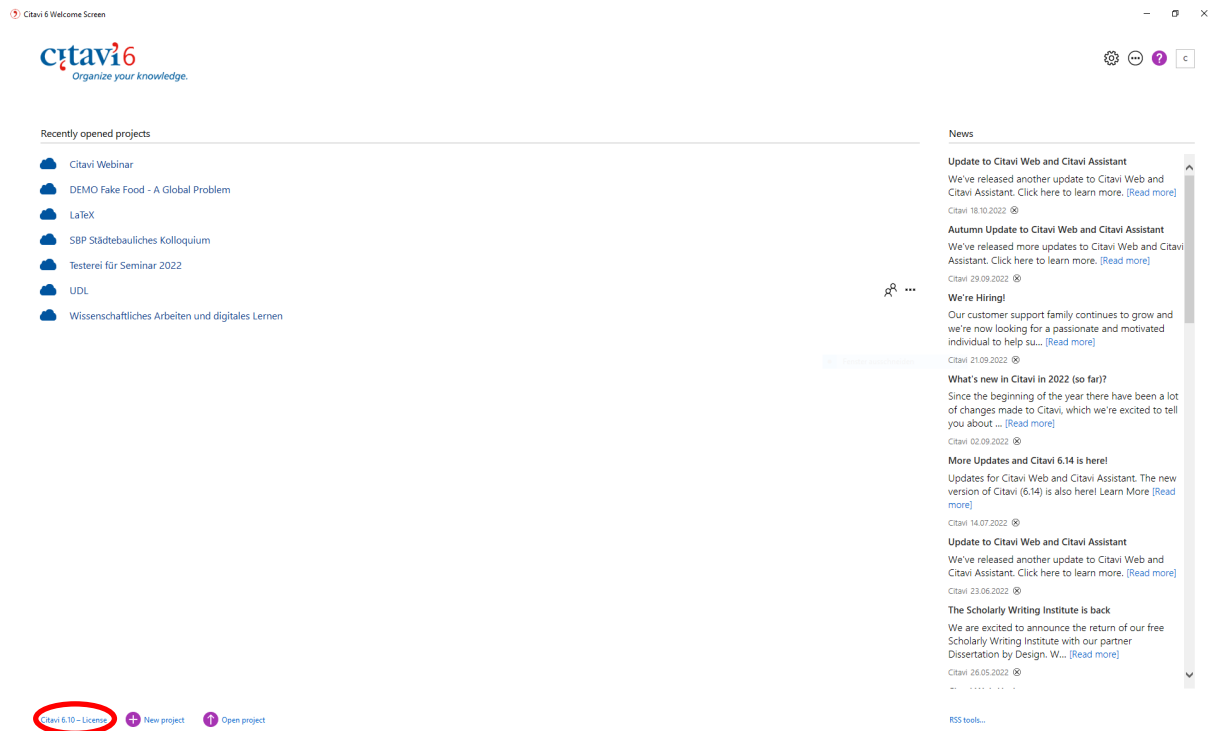 Citavi 6 Welcome Screen
citavi 6
Organize your knowledge.
?
C
Recently opened projects
Citavi Webinar
DEMO Fake Food - A Global Problem
LaTeX
SBP Städtebauliches Kolloquium
Testerei für Seminar 2022
UDL
Wissenschaftliches Arbeiten und digitales Lernen
News
Update to Citavi Web and Citavi Assistant
We've released another update to Citavi Web and
Citavi Assistant. Click here to learn more. [Read more]
Citavi 18.10.2022
Autumn Update to Citavi Web and Citavi Assistant
We've released more updates to Citavi Web and Citavi
Assistant. Click here to learn more. [Read more]
Citavi 29.09.2022
We're Hiring!
Our customer support family continues to grow and
we're now looking for a passionate and motivated
individual to help su... [Read more]
Citavi 21.09.2022
What's new in Citavi in 2022 (so far)?
Since the beginning of the year there have been a lot
of changes made to Citavi, which we're excited to tell
you about ... [Read more]
Citavi 02.09.2022
More Updates and Citavi 6.14 is here!
Updates for Citavi Web and Citavi Assistant. The new
version of Citavi (6.14) is also here! Learn More [Read
more]
Citavi 14.07.2022
Update to Citavi Web and Citavi Assistant
We've released another update to Citavi Web and
Citavi Assistant. Click here to learn more. [Read more]
Citavi 23.06.2022
The Scholarly Writing Institute is back
We are excited to announce the return of our free
Scholarly Writing Institute with our partner
Dissertation by Design. W... [Read more]
Citavi 26.05.2022
Citavi 6.10 – License
New project
Open project
RSS tools...